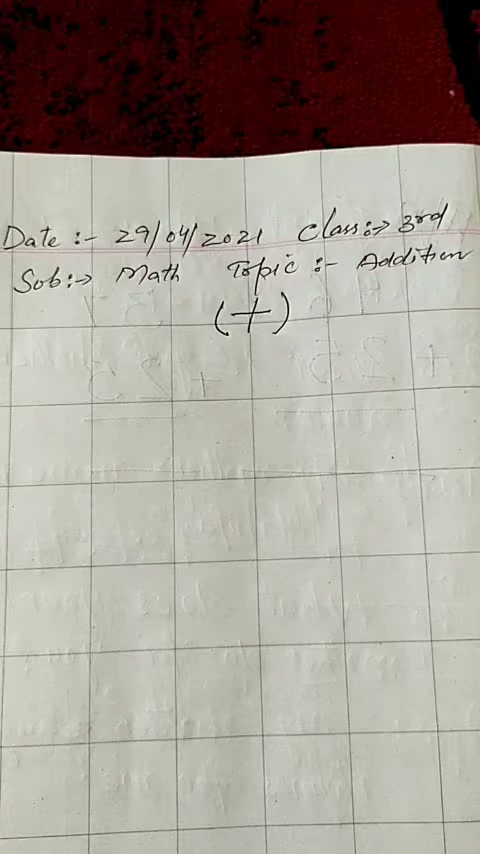 Date :- 29/04/2021 Class:-> 3rd
Sub:-> Math Topic :- Addition
(+)